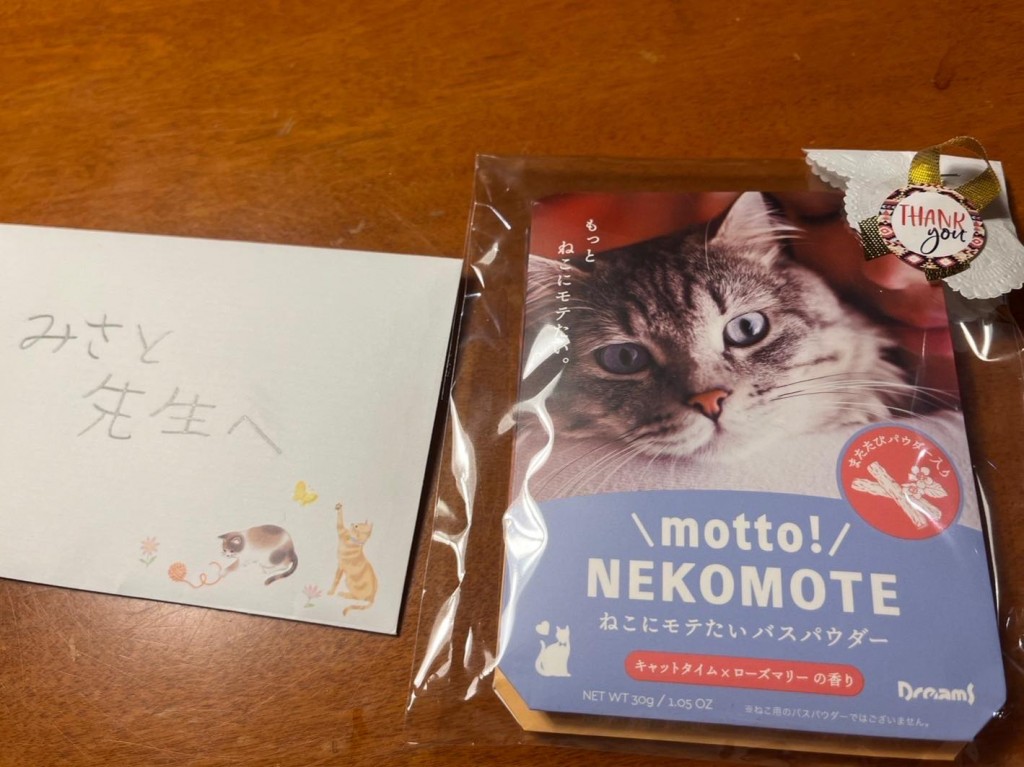 みさと
先生へ
THANK
you
もっと
ねこにモテたい。
またたびパウダー入り
\motto!/
NEKOMOTE
ねこにモテたい バスパウダー
キャットタイム×ローズマリー の香り
Dreams
NET WT 30g / 1.05 OZ
※ねこ用のバスパウダーではございません。